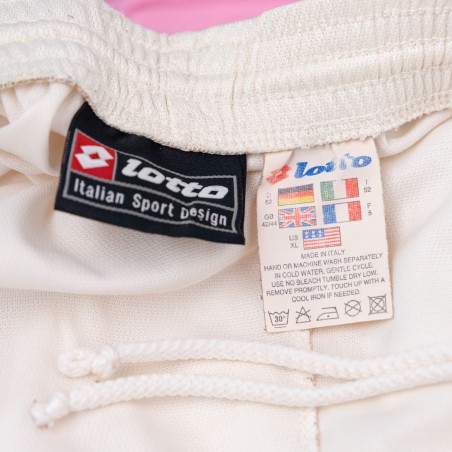 lotto
Italian Sport Design
lotto
D
52
I
52
GB
42/44
F
5
US
XL
MADE IN ITALY
HAND OR MACHINE WASH SEPARATELY
IN COLD WATER, GENTLE CYCLE.
USE NO BLEACH TUMBLE DRY LOW.
REMOVE PROMPTLY. TOUCH UP WITH A
COOL IRON IF NEEDED.
30°